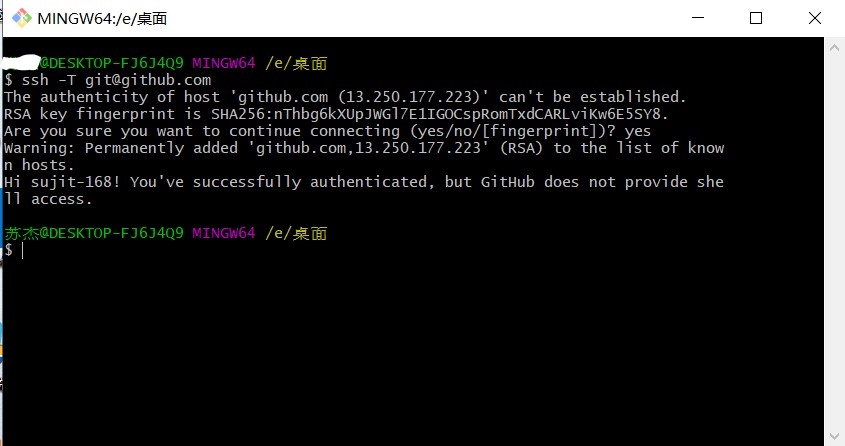 MINGW64:/e/桌面
@DESKTOP-FJ6J4Q9 MINGW64 /e/桌面
$ ssh -T git@github.com
The authenticity of host 'github.com (13.250.177.223)' can't be established.
RSA key fingerprint is SHA256:nThbg6kXUpJWGl7E1IGOCspRomTxdCARLviKw6E5SY8.
Are you sure you want to continue connecting (yes/no/[fingerprint])? yes
Warning: Permanently added 'github.com,13.250.177.223' (RSA) to the list of know
n hosts.
Hi sujit-168! You've successfully authenticated, but GitHub does not provide she
ll access.
苏杰@DESKTOP-FJ6J4Q9 MINGW64 /e/桌面
$